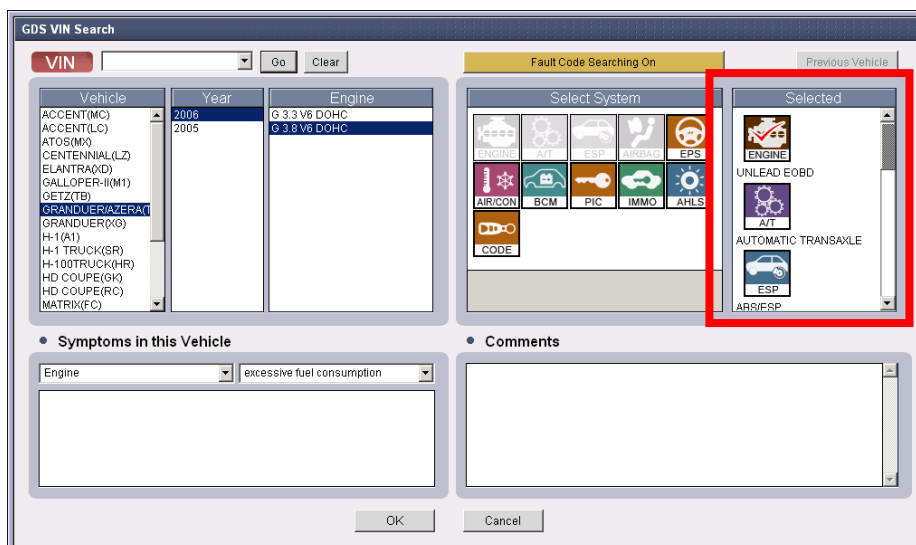 GDS VIN Search
VIN
Go
Clear
Fault Code Searching On
Previous Vehicle
Vehicle
Year
Engine
ACCENT(MC)
ACCENT(LC)
ATOS(MX)
CENTENNIAL(LZ)
ELANTRA(XD)
GALLOPER-II(M1)
GETZ(TB)
GRANDUER/AZERA(T
GRANDUER(XG)
H-1(A1)
H-1 TRUCK(SR)
H-100TRUCK(HR)
HD COUPE(GK)
HD COUPE(RC)
MATRIX(FC)
2006
2005
G 3.3 V6 DOHC
G 3.8 V6 DOHC
Select System
ENGINE A/T ESP AIRBAG EPS
AIR/CON BCM PIC IMMO AHLS
CODE
Selected
ENGINE
UNLEAD EOBD
A/T
AUTOMATIC TRANSAXLE
ESP
ABS/ESP
Symptoms in this Vehicle
Engine
excessive fuel consumption
Comments
OK
Cancel